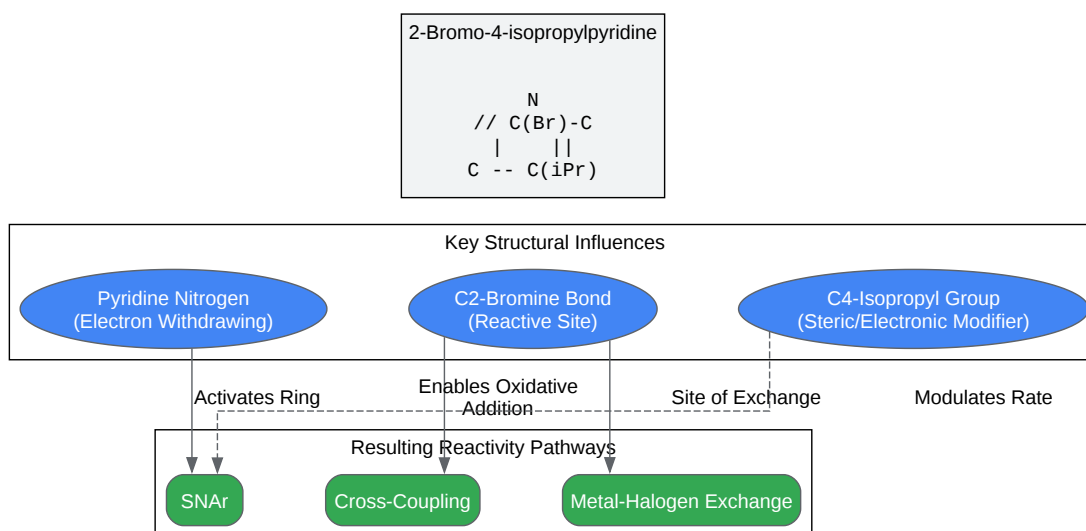 2-Bromo-4-isopropylpyridine
N
// C(Br)-C
|    ||
C -- C(iPr)
Key Structural Influences
Pyridine Nitrogen
(Electron Withdrawing)
C2-Bromine Bond
(Reactive Site)
C4-Isopropyl Group
(Steric/Electronic Modifier)
Activates Ring
Enables Oxidative
Addition
Site of Exchange
Modulates Rate
Resulting Reactivity Pathways
SNAr
Cross-Coupling
Metal-Halogen Exchange